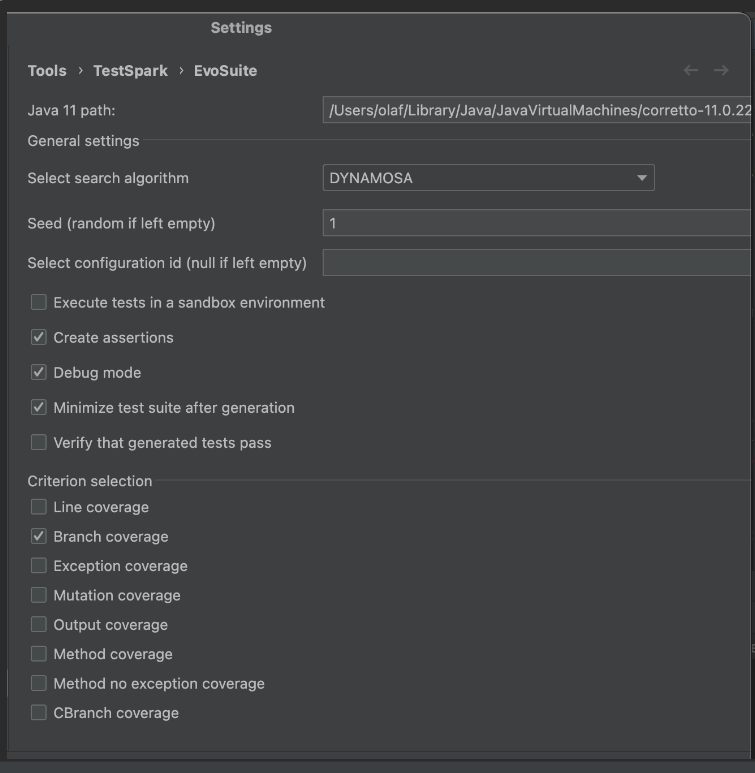 Settings
Tools › TestSpark › EvoSuite
Java 11 path: /Users/olaf/Library/Java/JavaVirtualMachines/corretto-11.0.22
General settings
Select search algorithm DYNAMOSA
Seed (random if left empty) 1
Select configuration id (null if left empty)
Execute tests in a sandbox environment
Create assertions
Debug mode
Minimize test suite after generation
Verify that generated tests pass
Criterion selection
Line coverage
Branch coverage
Exception coverage
Mutation coverage
Output coverage
Method coverage
Method no exception coverage
CBranch coverage